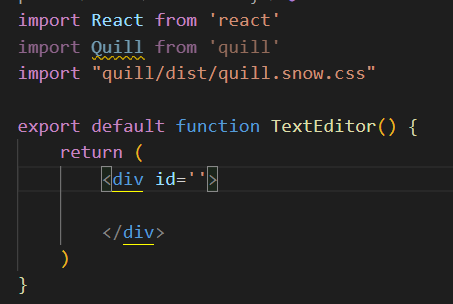 import React from 'react'
import Quill from 'quill'
import "quill/dist/quill.snow.css"
export default function TextEditor() {
return (
<div id=''>
</div>
)
}